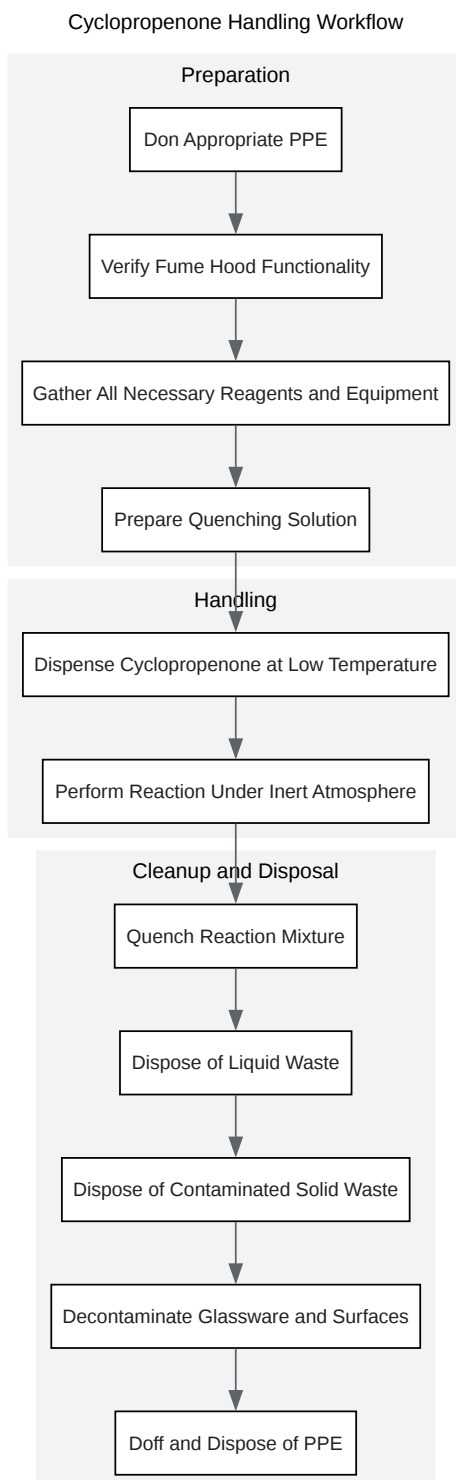 Cyclopropenone Handling Workflow
Preparation
Don Appropriate PPE
Verify Fume Hood Functionality
Gather All Necessary Reagents and Equipment
Prepare Quenching Solution
Handling
Dispense Cyclopropenone at Low Temperature
Perform Reaction Under Inert Atmosphere
Cleanup and Disposal
Quench Reaction Mixture
Dispose of Liquid Waste
Dispose of Contaminated Solid Waste
Decontaminate Glassware and Surfaces
Doff and Dispose of PPE